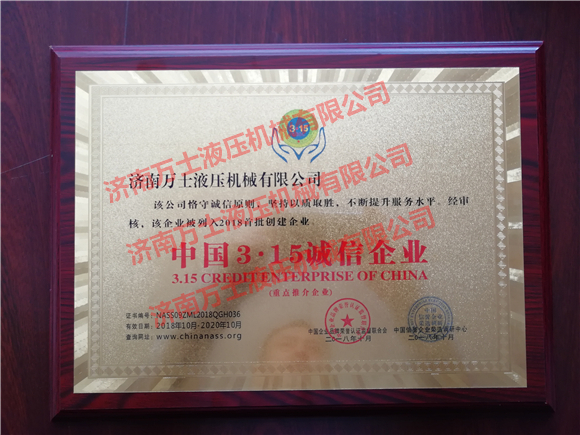 3·15
济南万士液压机械有限公司
该公司恪守诚信原则，坚持以质取胜、不断提升服务水平。经审
核、该企业被列入2018首批创建企业
中国3·15诚信企业
3.15 CREDIT ENTERPRISE OF CHINA
(重点推介企业)
证书编号: NASS09ZML2018QGH036
有效日期: 2018年10月-2020年10月
查询网址: www.chinanass.org
二〇一八年十月
二〇一八年十月
济南万士液压机械有限公司
济南万士液压机械有限公司
济南万士液压机械有限公司